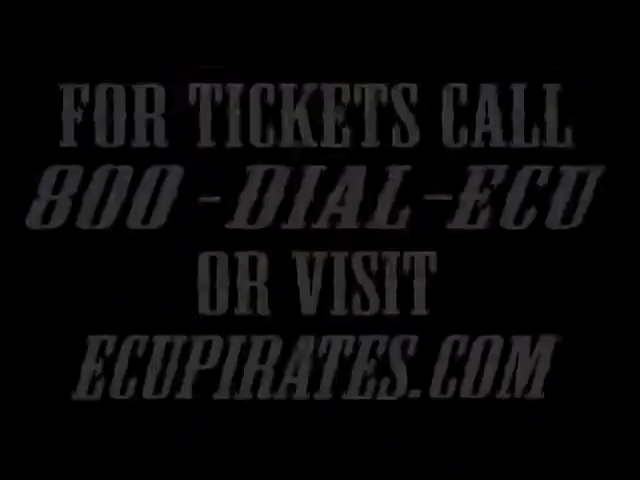 FOR TICKETS CALL
800-DIAL-ECU
OR VISIT
ECUPIRATES.COM